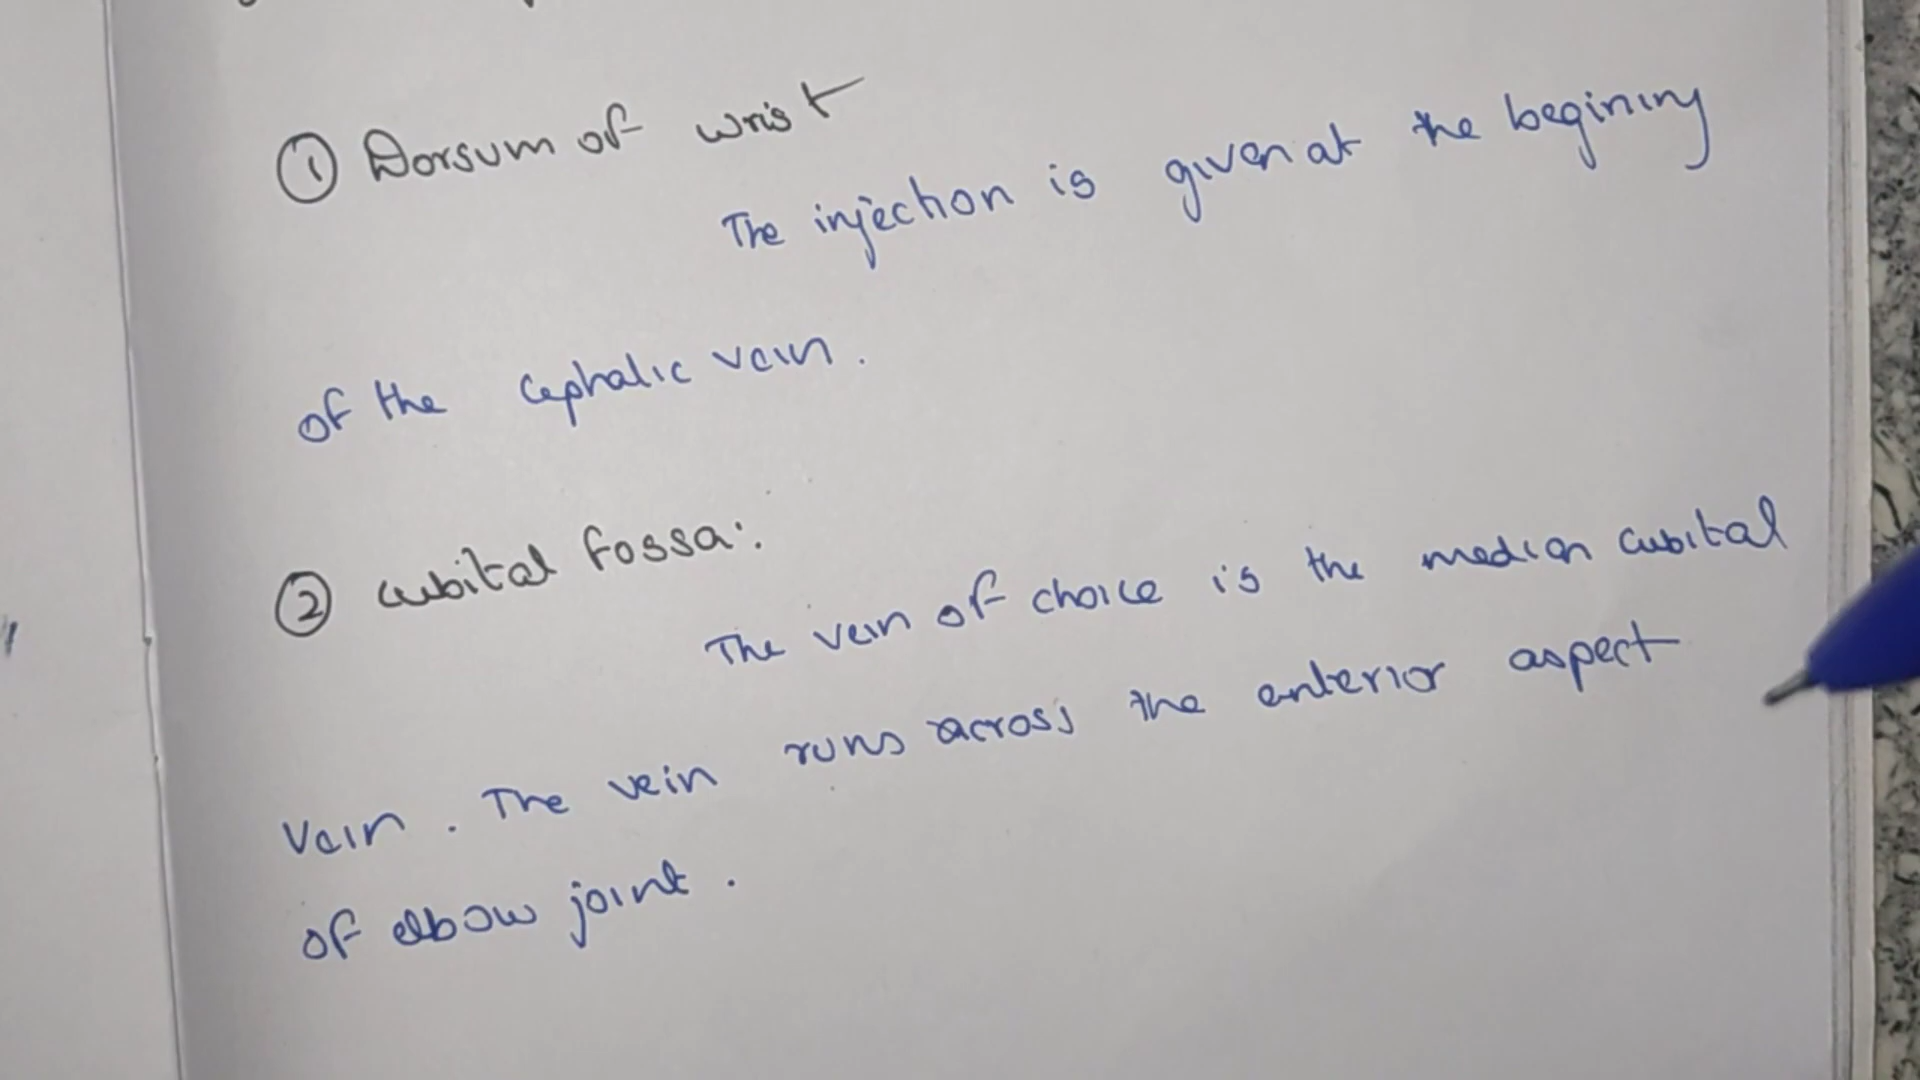 ① Dorsum of wrist
The injection is given at the begining
of the cephalic vein.
② cubital fossa:
The vein of choice is the median cubital
vein. The vein runs across the anterior aspect
of elbow joint.